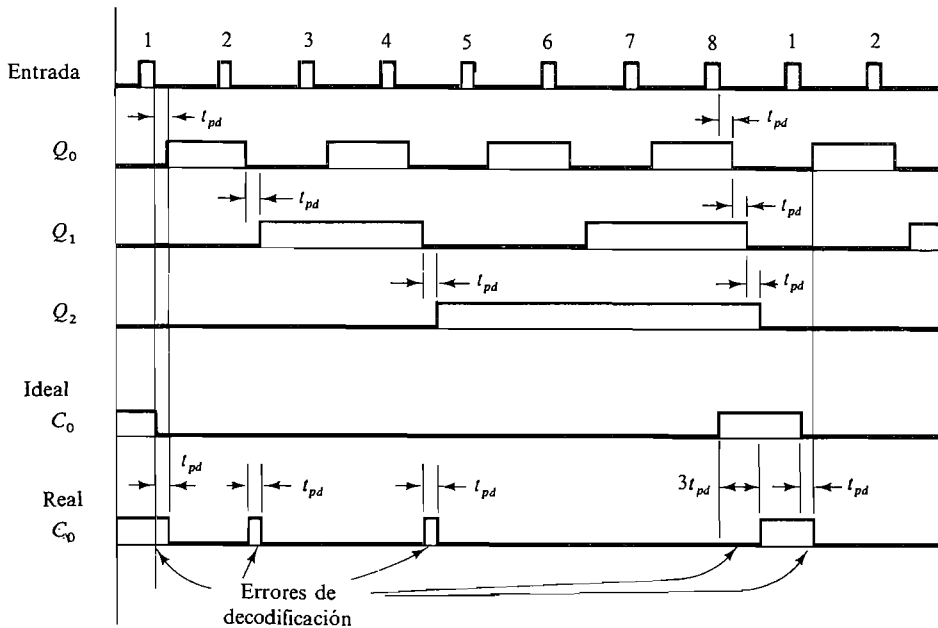 1 2 3 4 5 6 7 8 1 2
Entrada
t_pd t_pd
Q_0
t_pd t_pd
Q_1
t_pd t_pd
Q_2
Ideal
C_0
t_pd t_pd t_pd 3t_pd t_pd
Real
C_0
Errores de
decodificación